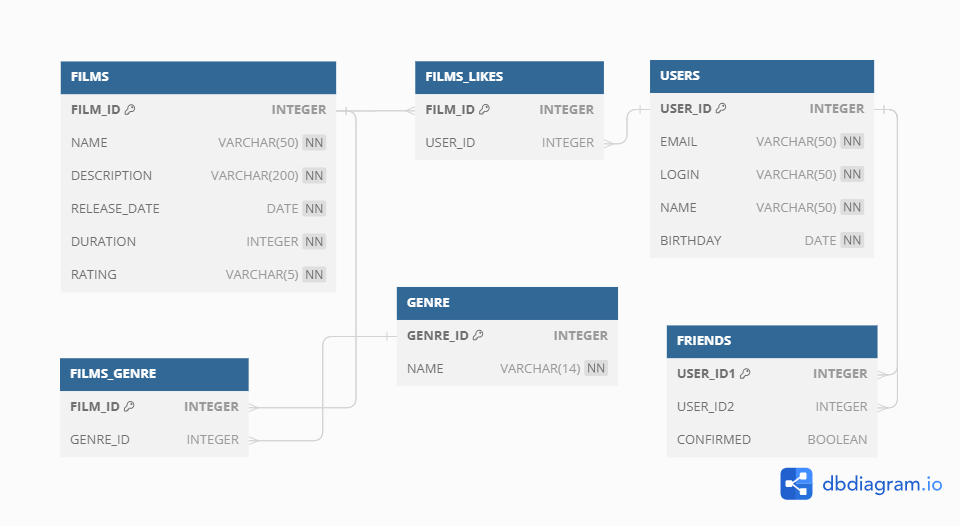 FILMS
FILM_ID INTEGER
NAME VARCHAR(50) NN
DESCRIPTION VARCHAR(200) NN
RELEASE_DATE DATE NN
DURATION INTEGER NN
RATING VARCHAR(5) NN
FILMS_LIKES
FILM_ID INTEGER
USER_ID INTEGER
USERS
USER_ID INTEGER
EMAIL VARCHAR(50) NN
LOGIN VARCHAR(50) NN
NAME VARCHAR(50) NN
BIRTHDAY DATE NN
GENRE
GENRE_ID INTEGER
NAME VARCHAR(14) NN
FILMS_GENRE
FILM_ID INTEGER
GENRE_ID INTEGER
FRIENDS
USER_ID1 INTEGER
USER_ID2 INTEGER
CONFIRMED BOOLEAN
dbdiagram.io